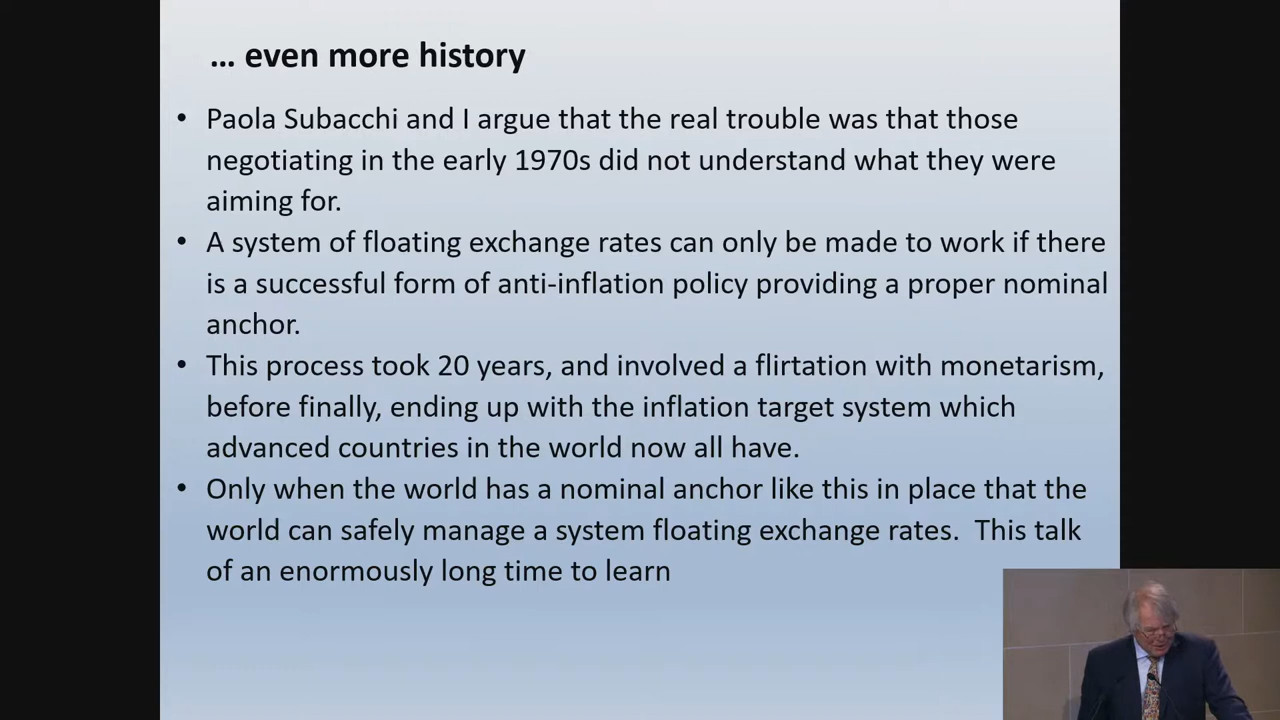 ... even more history
• Paola Subacchi and I argue that the real trouble was that those
negotiating in the early 1970s did not understand what they were
aiming for.
• A system of floating exchange rates can only be made to work if there
is a successful form of anti-inflation policy providing a proper nominal
anchor.
• This process took 20 years, and involved a flirtation with monetarism,
before finally, ending up with the inflation target system which
advanced countries in the world now all have.
• Only when the world has a nominal anchor like this in place that the
world can safely manage a system floating exchange rates.  This talk
of an enormously long time to learn